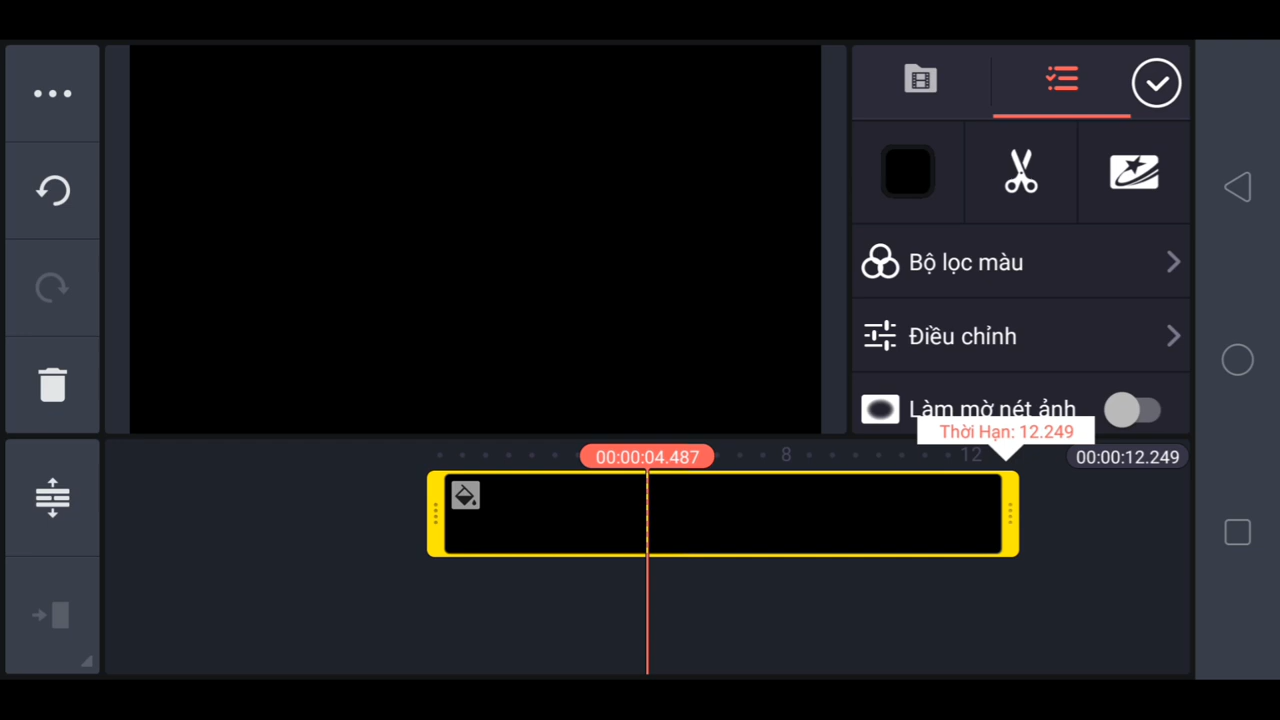 Bộ lọc màu
Điều chỉnh
Làm mờ nét ảnh
Thời Hạn: 12.249
00:00:04.487
8
12
00:00:12.249